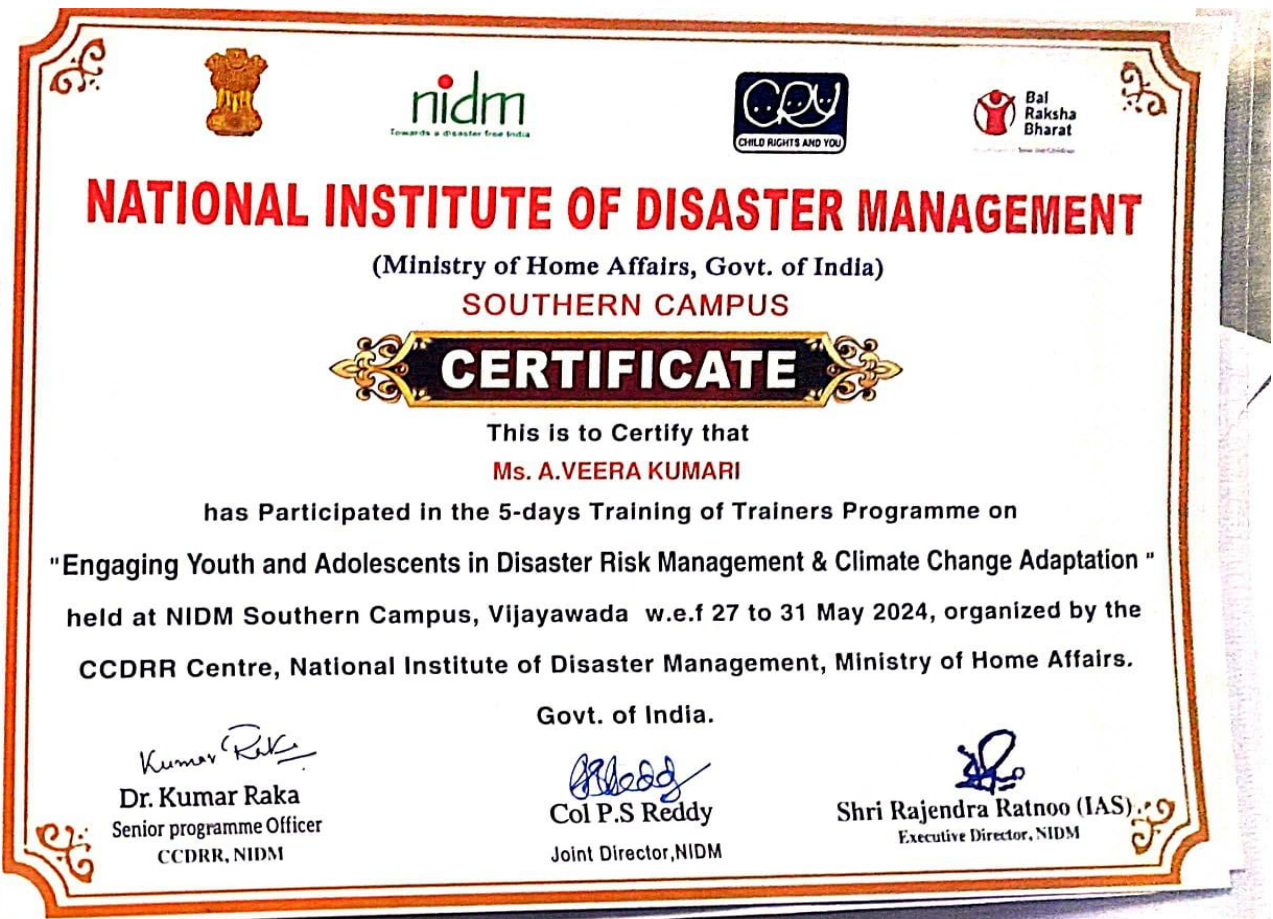 nidm
Towards a disaster free India
CRY
CHILD RIGHTS AND YOU
Bal
Raksha
Bharat
NATIONAL INSTITUTE OF DISASTER MANAGEMENT
(Ministry of Home Affairs, Govt. of India)
SOUTHERN CAMPUS
CERTIFICATE
This is to Certify that
Ms. A.VEERA KUMARI
has Participated in the 5-days Training of Trainers Programme on
"Engaging Youth and Adolescents in Disaster Risk Management & Climate Change Adaptation "
held at NIDM Southern Campus, Vijayawada w.e.f 27 to 31 May 2024, organized by the
CCDRR Centre, National Institute of Disaster Management, Ministry of Home Affairs.
Govt. of India.
Kumar Raka
Dr. Kumar Raka
Senior programme Officer
CCDRR, NIDM
Col P.S Reddy
Joint Director,NIDM
Shri Rajendra Ratnoo (IAS)
Executive Director, NIDM